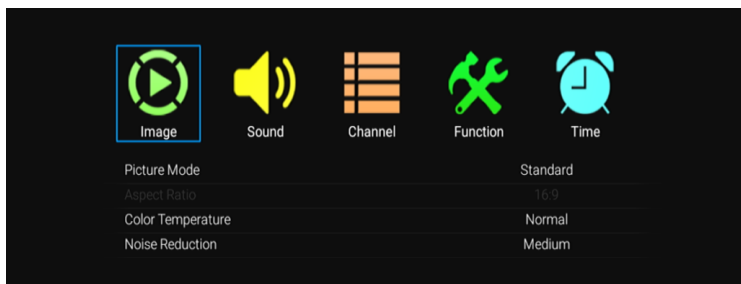 Image Sound Channel Function Time
Picture Mode Standard
Aspect Ratio 16:9
Color Temperature Normal
Noise Reduction Medium